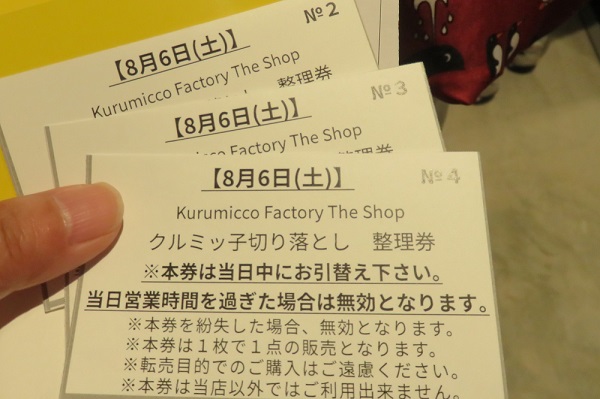 №2
【8月6日(土)】
Kurumicco Factory The Shop
整理券
№3
【8月6日(土)】
Kurumicco Factory The Shop
整理券
№4
【8月6日(土)】
Kurumicco Factory The Shop
クルミッ子切り落とし 整理券
※本券は当日中にお引替え下さい。
当日営業時間を過ぎた場合は無効となります。
※本券を紛失した場合、無効となります。
※本券は１枚で１点の販売となります。
※転売目的でのご購入はご遠慮ください。
※本券は当店以外ではご利用出来ません。